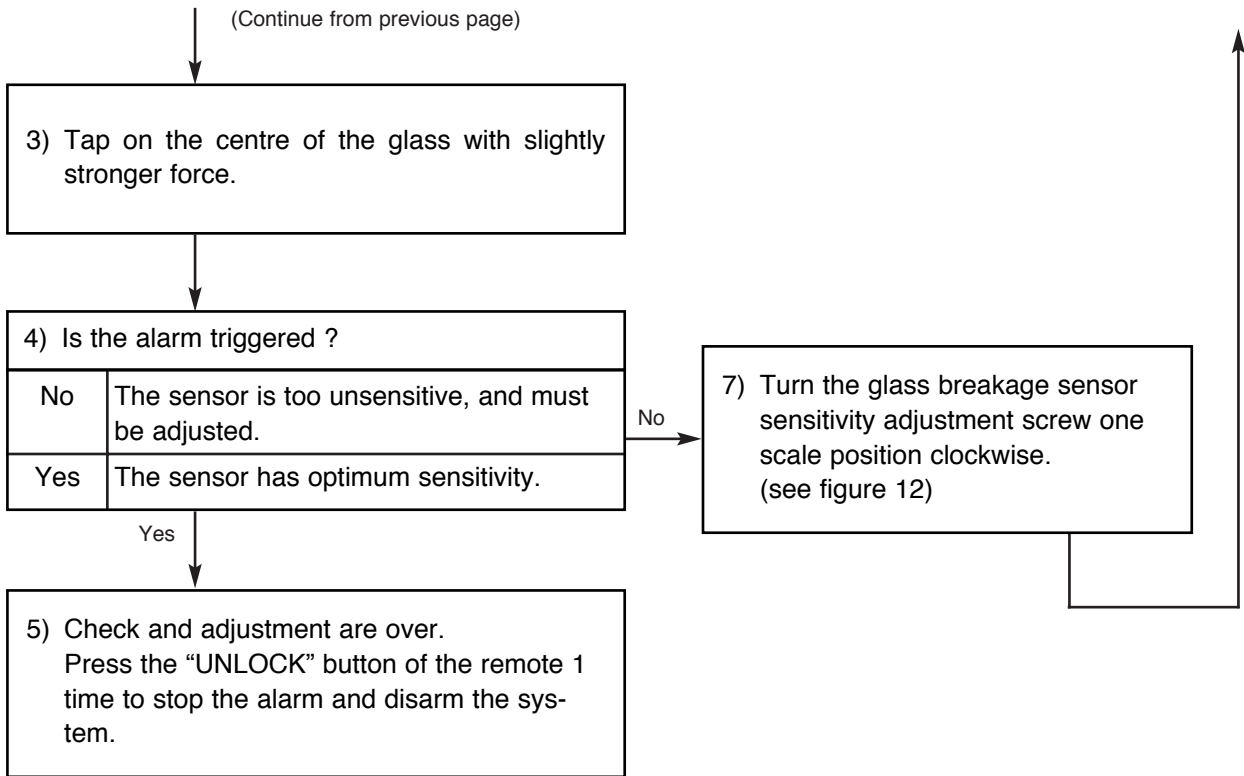 (Continue from previous page)
3) Tap on the centre of the glass with slightly
stronger force.
4) Is the alarm triggered ?
No The sensor is too unsensitive, and must
be adjusted.
Yes The sensor has optimum sensitivity.
No
7) Turn the glass breakage sensor
sensitivity adjustment screw one
scale position clockwise.
(see figure 12)
Yes
5) Check and adjustment are over.
Press the “UNLOCK” button of the remote 1
time to stop the alarm and disarm the sys-
tem.